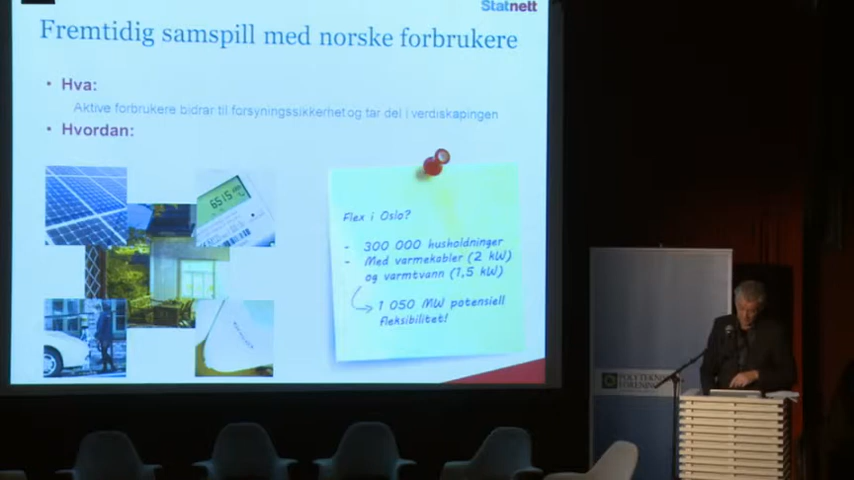 Statnett
Fremtidig samspill med norske forbrukere
• Hva:
Aktive forbrukere bidrar til forsyningssikkerhet og tar del i verdiskapingen
• Hvordan:
6515
Flex i Oslo?
- 300 000 husholdninger
- Med varmekabler (2 kW)
og varmtvann (1,5 kW)
1 050 MW potensiell
fleksibilitet!